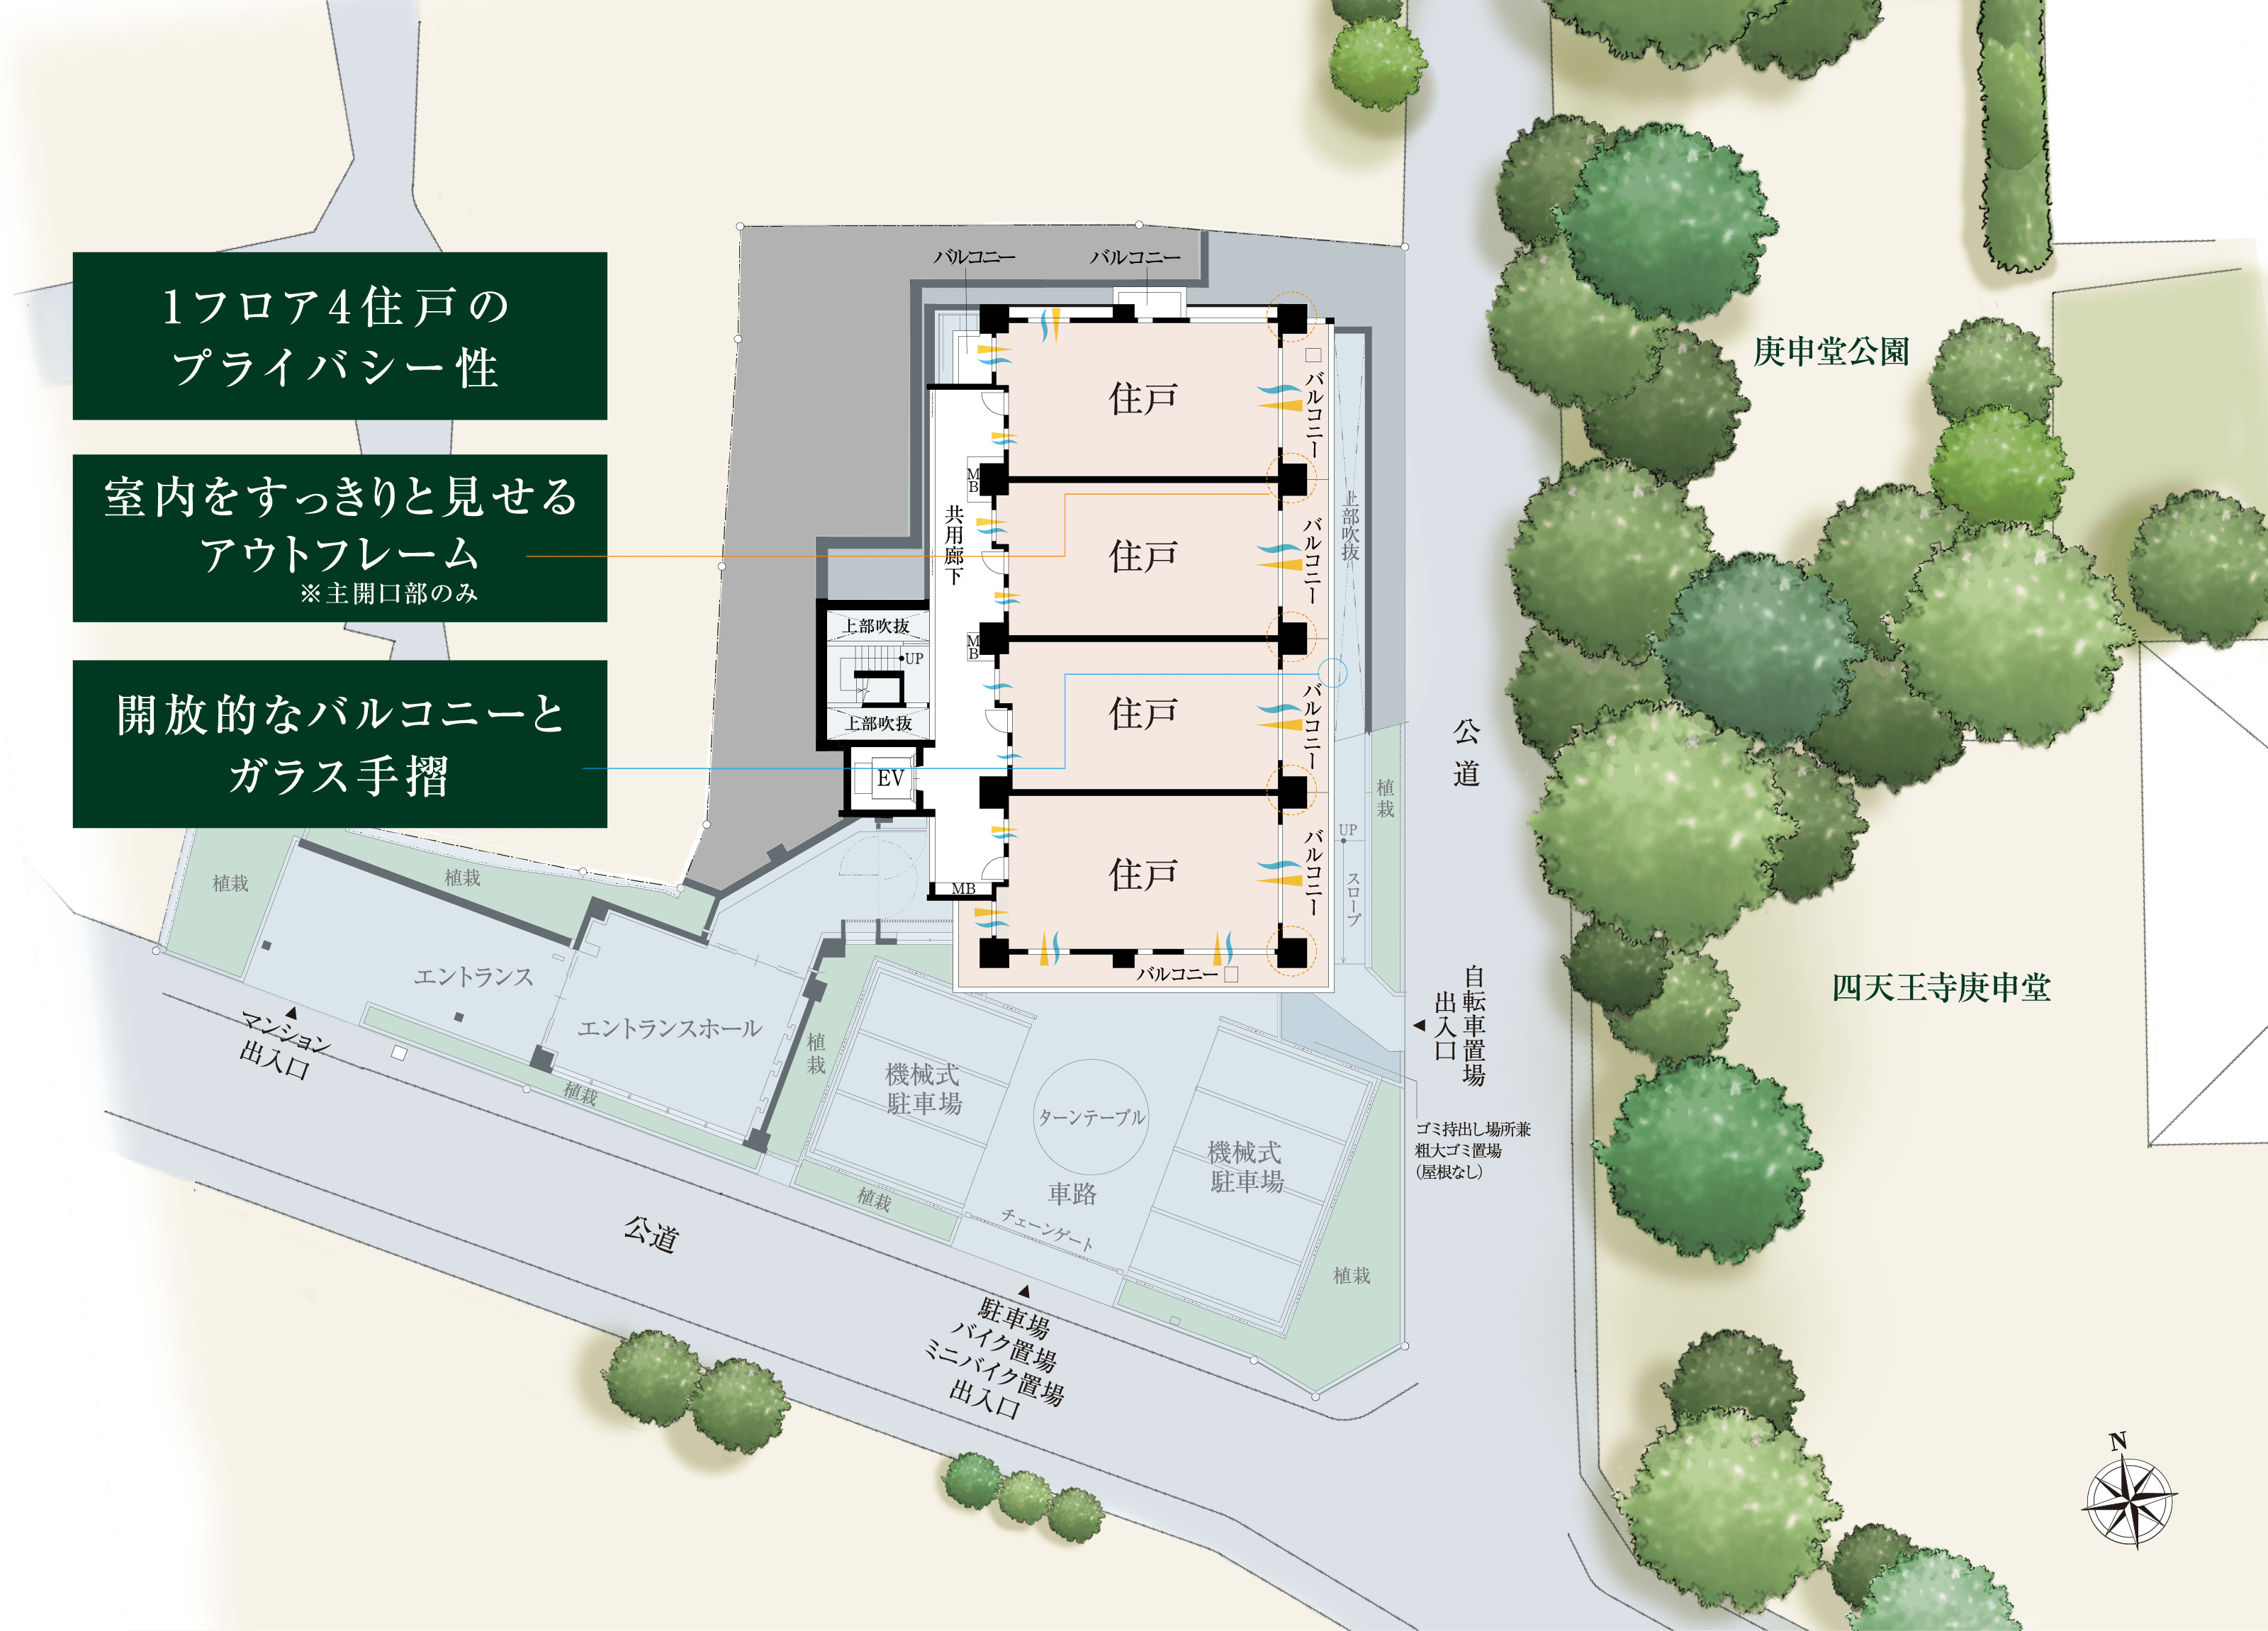 1フロア4住戸の
プライバシー性
室内をすっきりと見せる
アウトフレーム
※主開口部のみ
開放的なバルコニーと
ガラス手摺
バルコニー
バルコニー
住戸
バルコニー
MB
共用廊下
住戸
バルコニー
上部吹抜
上部吹抜
UP
MB
上部吹抜
住戸
バルコニー
EV
住戸
バルコニー
MB
バルコニー
植栽
UP
スロープ
公道
庚申堂公園
四天王寺庚申堂
自転車置場
出入口
ゴミ持出し場所兼
粗大ゴミ置場
(屋根なし)
植栽
植栽
エントランス
エントランスホール
マンション
出入口
植栽
植栽
機械式
駐車場
ターンテーブル
機械式
駐車場
車路
チェーンゲート
植栽
植栽
公道
駐車場
バイク置場
ミニバイク置場
出入口
N